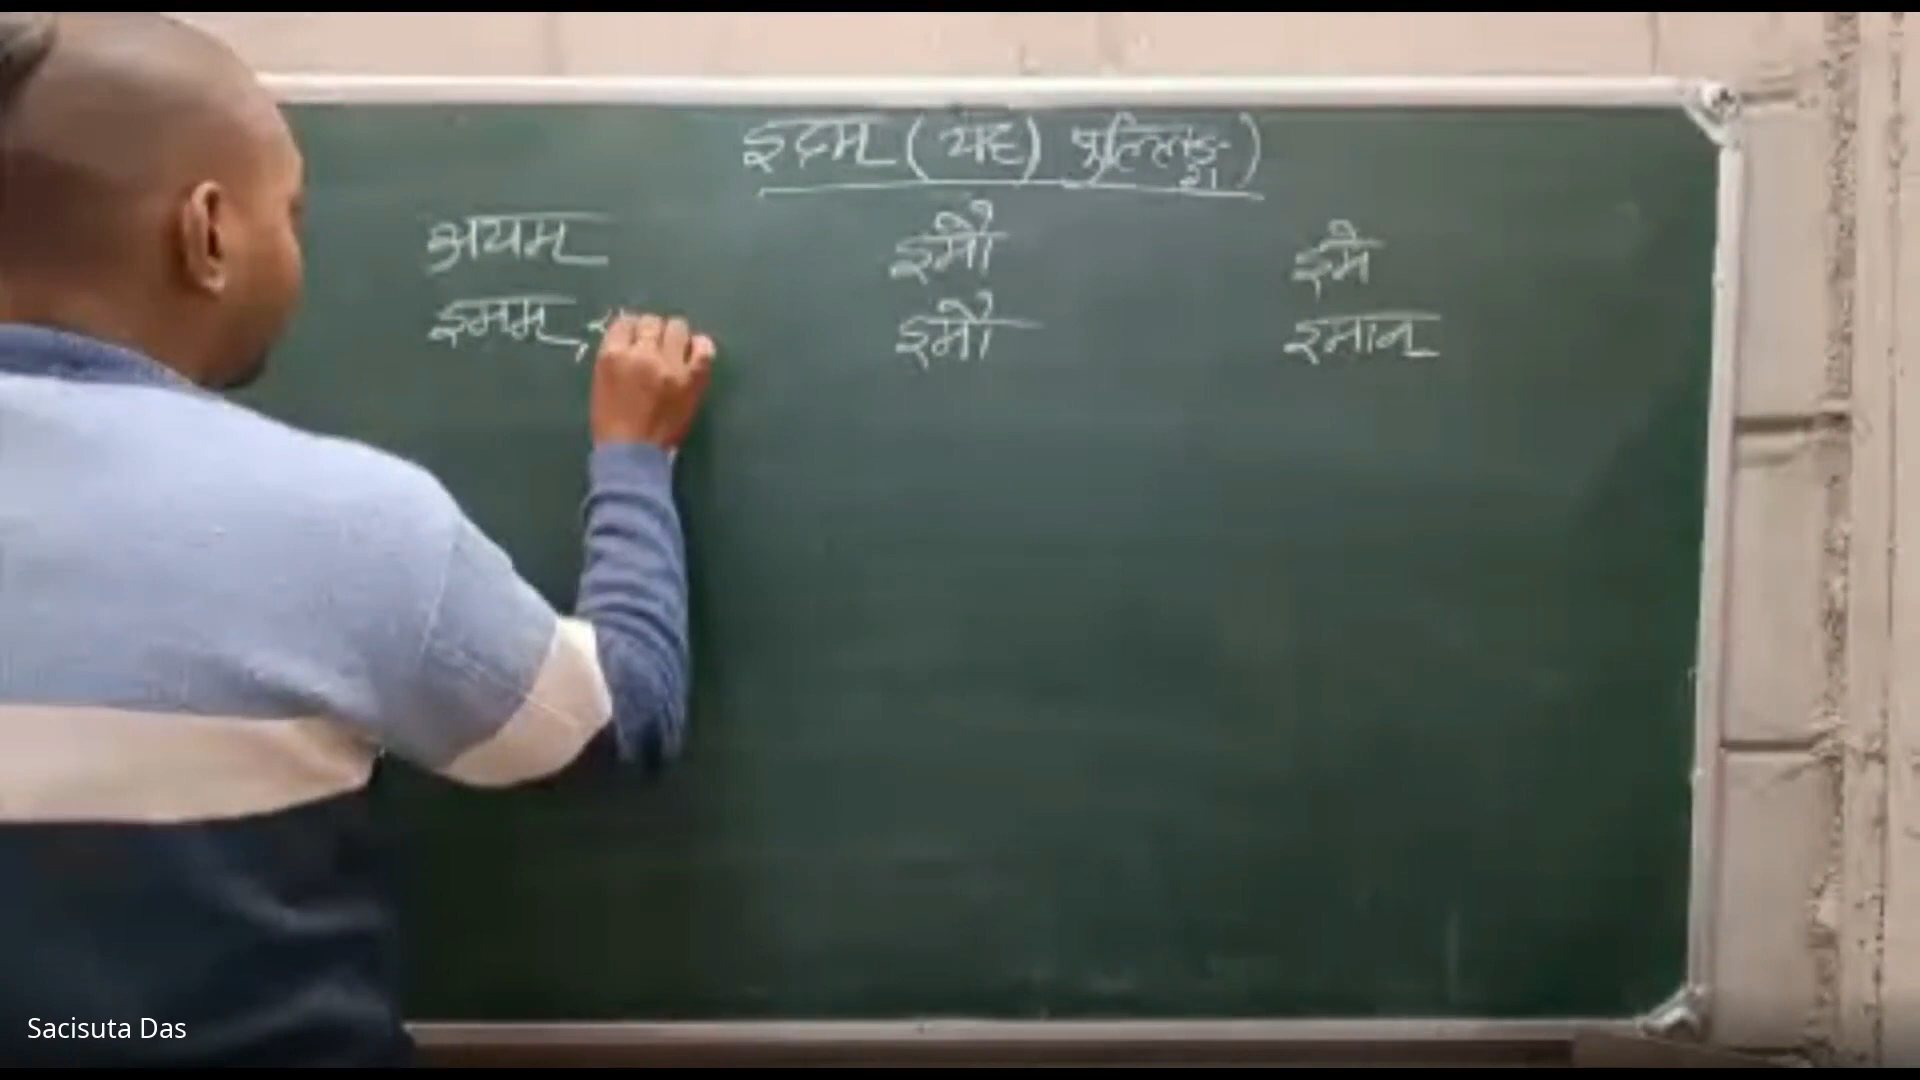 इदम् (यह) पुल्लिङ्ग)
अयम् इमौ इमे
इमम्, इमौ इमान्
Sacisuta Das